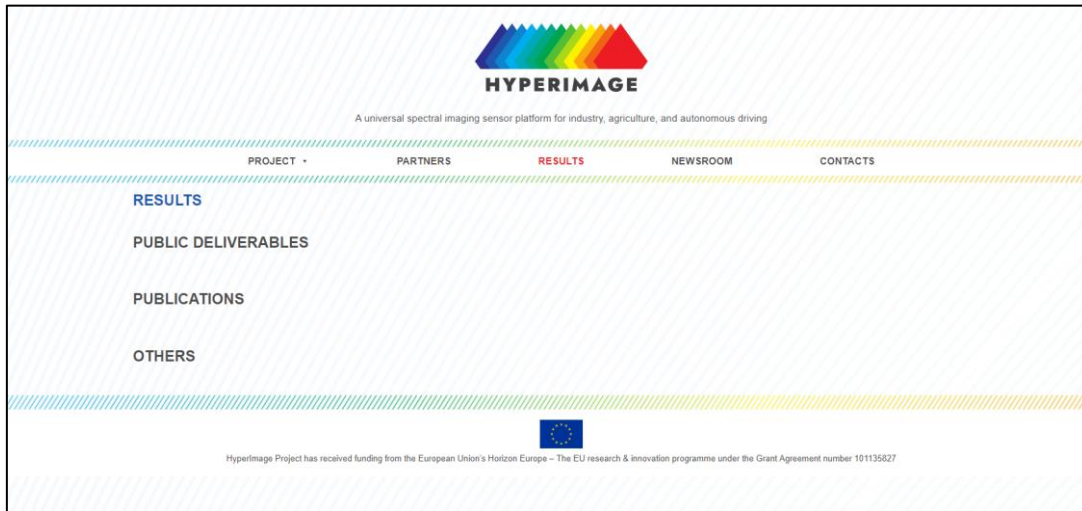 HYPERIMAGE
A universal spectral imaging sensor platform for industry, agriculture, and autonomous driving
PROJECT PARTNERS RESULTS NEWSROOM CONTACTS
RESULTS
PUBLIC DELIVERABLES
PUBLICATIONS
OTHERS
HyperImage Project has received funding from the European Union's Horizon Europe – The EU research & innovation programme under the Grant Agreement number 101135827